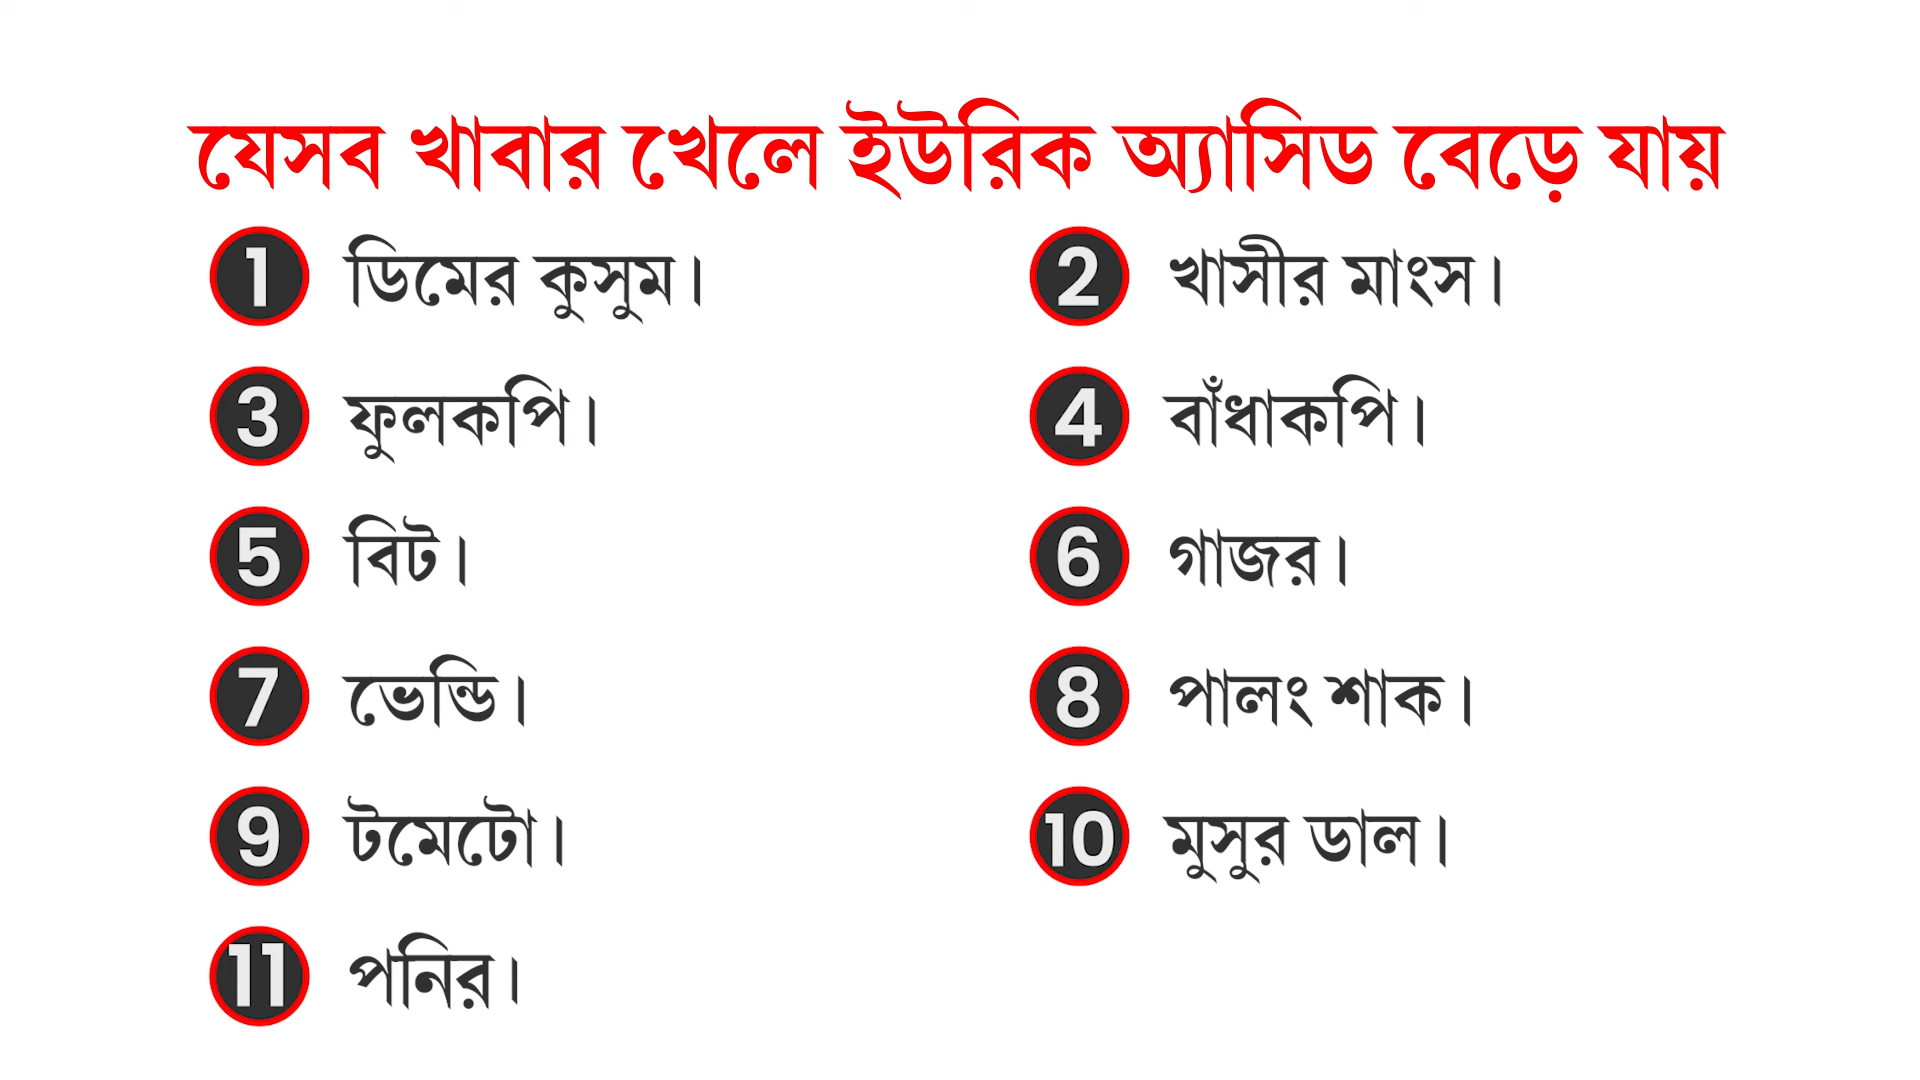 যেসব খাবার খেলে ইউরিক অ্যাসিড বেড়ে যায়
1 ডিমের কুসুম।
2 খাসীর মাংস।
3 ফুলকপি।
4 বাঁধাকপি।
5 বিট।
6 গাজর।
7 ভেন্ডি।
8 পালং শাক।
9 টমেটো।
10 মুসুর ডাল।
11 পনির।